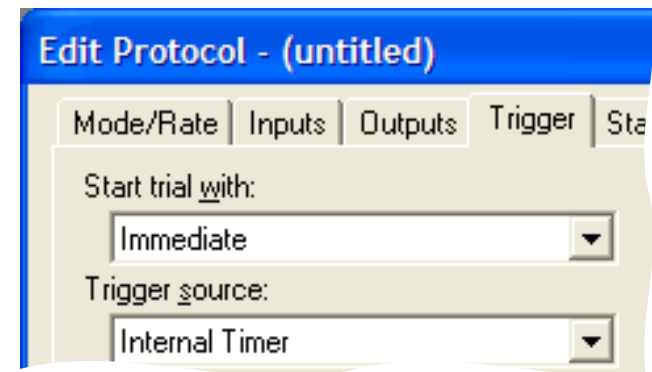 Edit Protocol - (untitled)
Mode/Rate Inputs Outputs Trigger
Start trial with:
Immediate
Trigger source:
Internal Timer